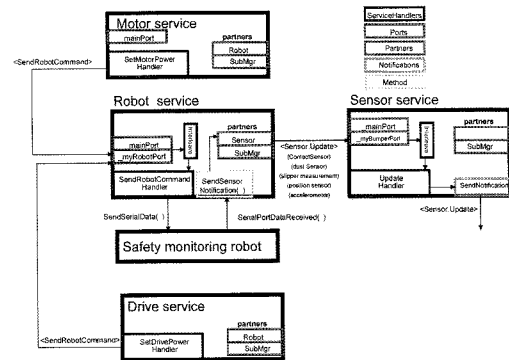 Motor service
mainPort
partners
Robot
SubMgr
SetMotorPower
Handler
<SendRobotCommand>
ServiceHandlers
Ports
Partners
Notifications
Method
Robot service
mainPort
_myRobotPort
Interleave
partners
Sensor
SubMgr
SendRobotCommand
Handler
SendSensor
Notification( )
<Sensor.Update>
(ContactSensor)
(dust Sensor)
(slipper measurement)
(position sensor)
(accelerometer)
Sensor service
mainPort
_myBumperPort
Interleave
partners
SubMgr
Update
Handler
SendNotification
<Sensor.Update>
SendSerialData( )
SerialPortDataReceived( )
Safety monitoring robot
Drive service
partners
Robot
SubMgr
<SendRobotCommand>
SetDrivePower
Handler